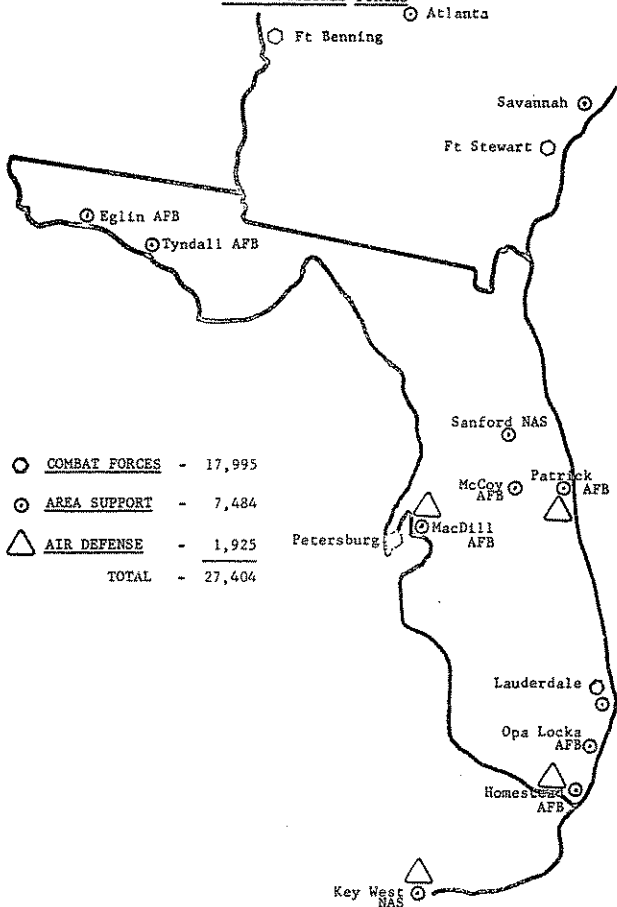 Atlanta
Ft Benning
Savannah
Ft Stewart
Eglin AFB
Tyndall AFB
Sanford NAS
McCoy
AFB
Patrick
AFB
COMBAT FORCES - 17,995
AREA SUPPORT - 7,484
AIR DEFENSE - 1,925
TOTAL - 27,404
Petersburg
MacDill
AFB
Lauderdale
Opa Locka
AFB
Homestead
AFB
Key West
NAS